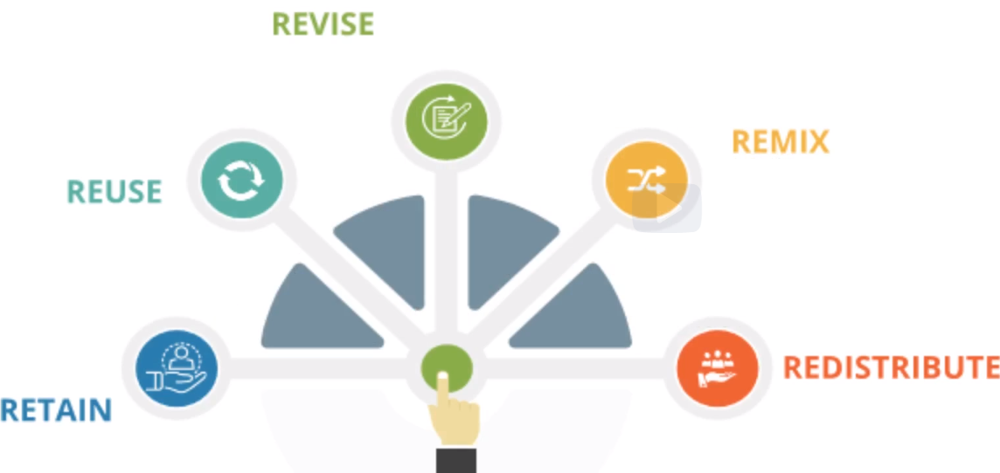 REVISE
REMIX
REUSE
REDISTRIBUTE
RETAIN